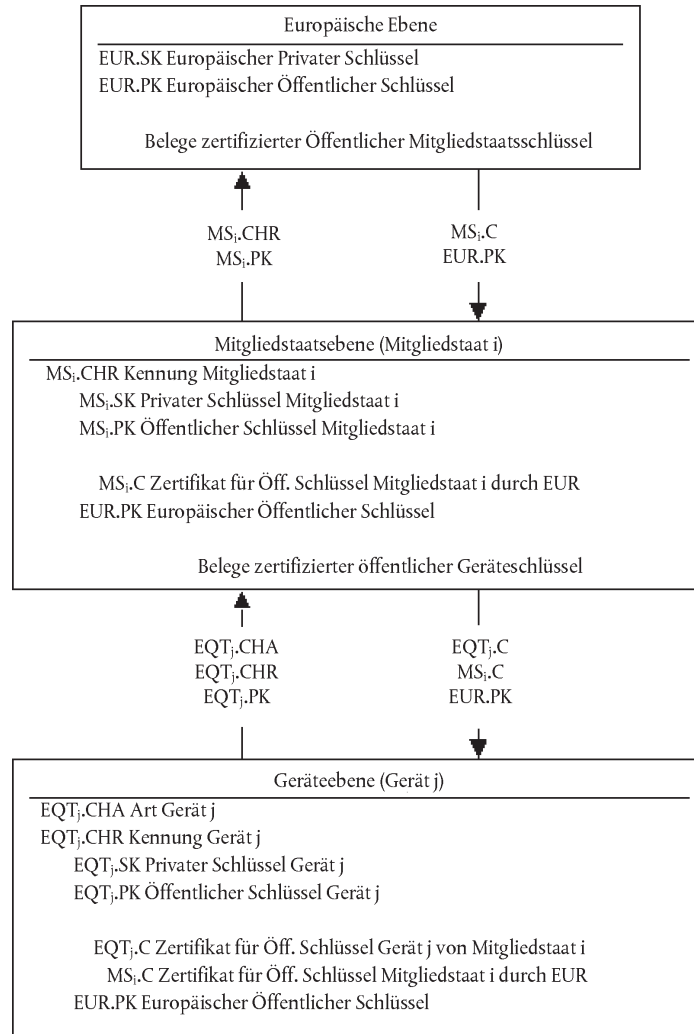 Europäische Ebene
EUR.SK Europäischer Privater Schlüssel
EUR.PK Europäischer Öffentlicher Schlüssel
Belege zertifizierter Öffentlicher Mitgliedstaatsschlüssel
MSᵢ.CHR
MSᵢ.PK
MSᵢ.C
EUR.PK
Mitgliedstaatsebene (Mitgliedstaat i)
MSᵢ.CHR Kennung Mitgliedstaat i
MSᵢ.SK Privater Schlüssel Mitgliedstaat i
MSᵢ.PK Öffentlicher Schlüssel Mitgliedstaat i
MSᵢ.C Zertifikat für Öff. Schlüssel Mitgliedstaat i durch EUR
EUR.PK Europäischer Öffentlicher Schlüssel
Belege zertifizierter öffentlicher Geräteschlüssel
EQTⱼ.CHA
EQTⱼ.CHR
EQTⱼ.PK
EQTⱼ.C
MSᵢ.C
EUR.PK
Geräteebene (Gerät j)
EQTⱼ.CHA Art Gerät j
EQTⱼ.CHR Kennung Gerät j
EQTⱼ.SK Privater Schlüssel Gerät j
EQTⱼ.PK Öffentlicher Schlüssel Gerät j
EQTⱼ.C Zertifikat für Öff. Schlüssel Gerät j von Mitgliedstaat i
MSᵢ.C Zertifikat für Öff. Schlüssel Mitgliedstaat i durch EUR
EUR.PK Europäischer Öffentlicher Schlüssel